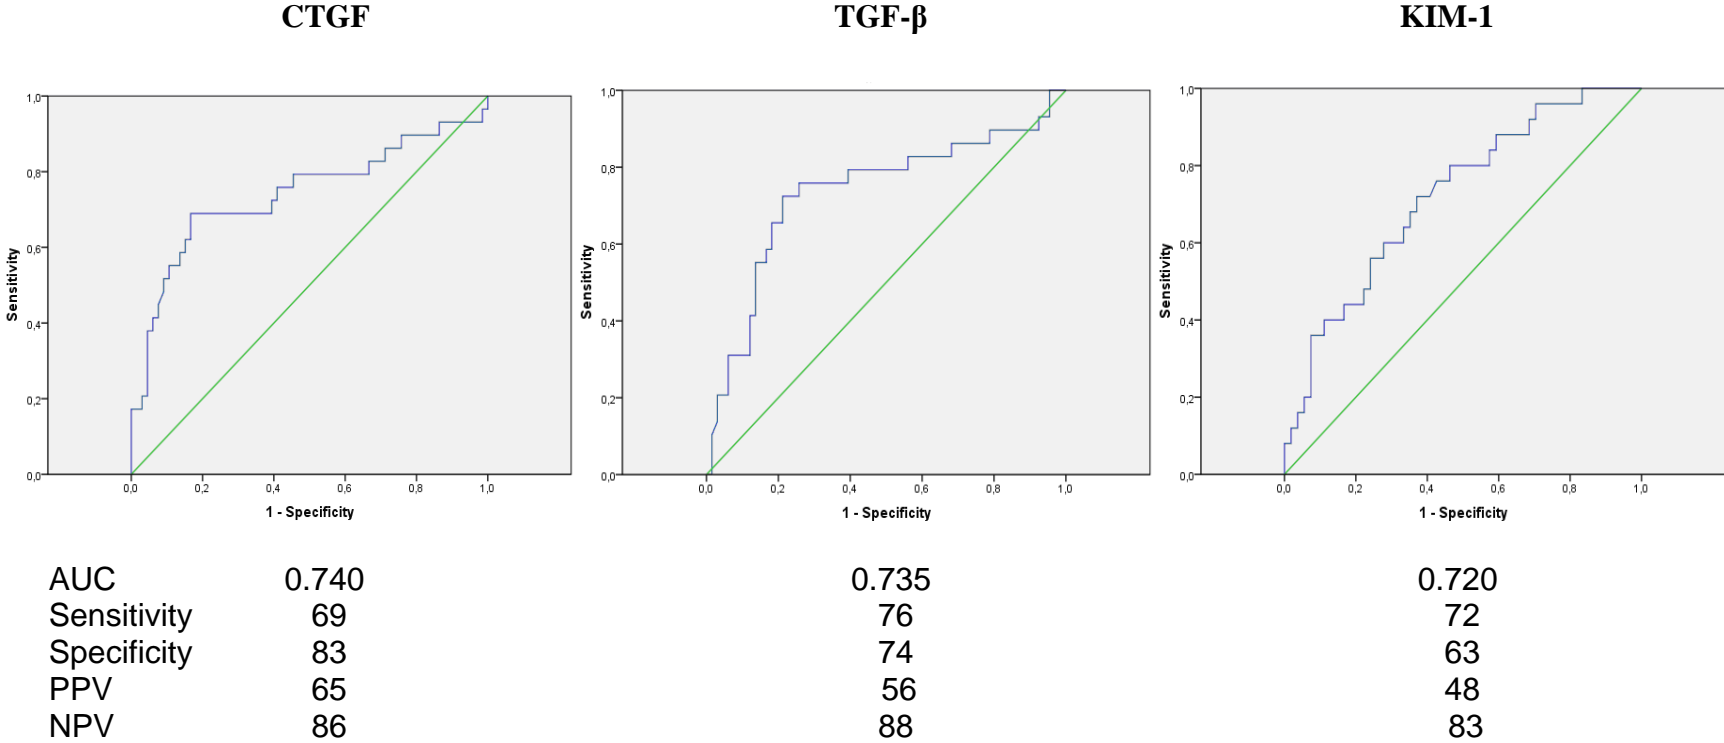 CTGF TGF-β KIM-1
1,0 1,0 1,0
0,8 0,8 0,8
0,6 0,6 0,6
Sensitivity Sensitivity Sensitivity
0,4 0,4 0,4
0,2 0,2 0,2
0,0 0,0 0,0
0,0 0,2 0,4 0,6 0,8 1,0 0,0 0,2 0,4 0,6 0,8 1,0 0,0 0,2 0,4 0,6 0,8 1,0
1 - Specificity 1 - Specificity 1 - Specificity
AUC 0.740 0.735 0.720
Sensitivity 69 76 72
Specificity 83 74 63
PPV 65 56 48
NPV 86 88 83